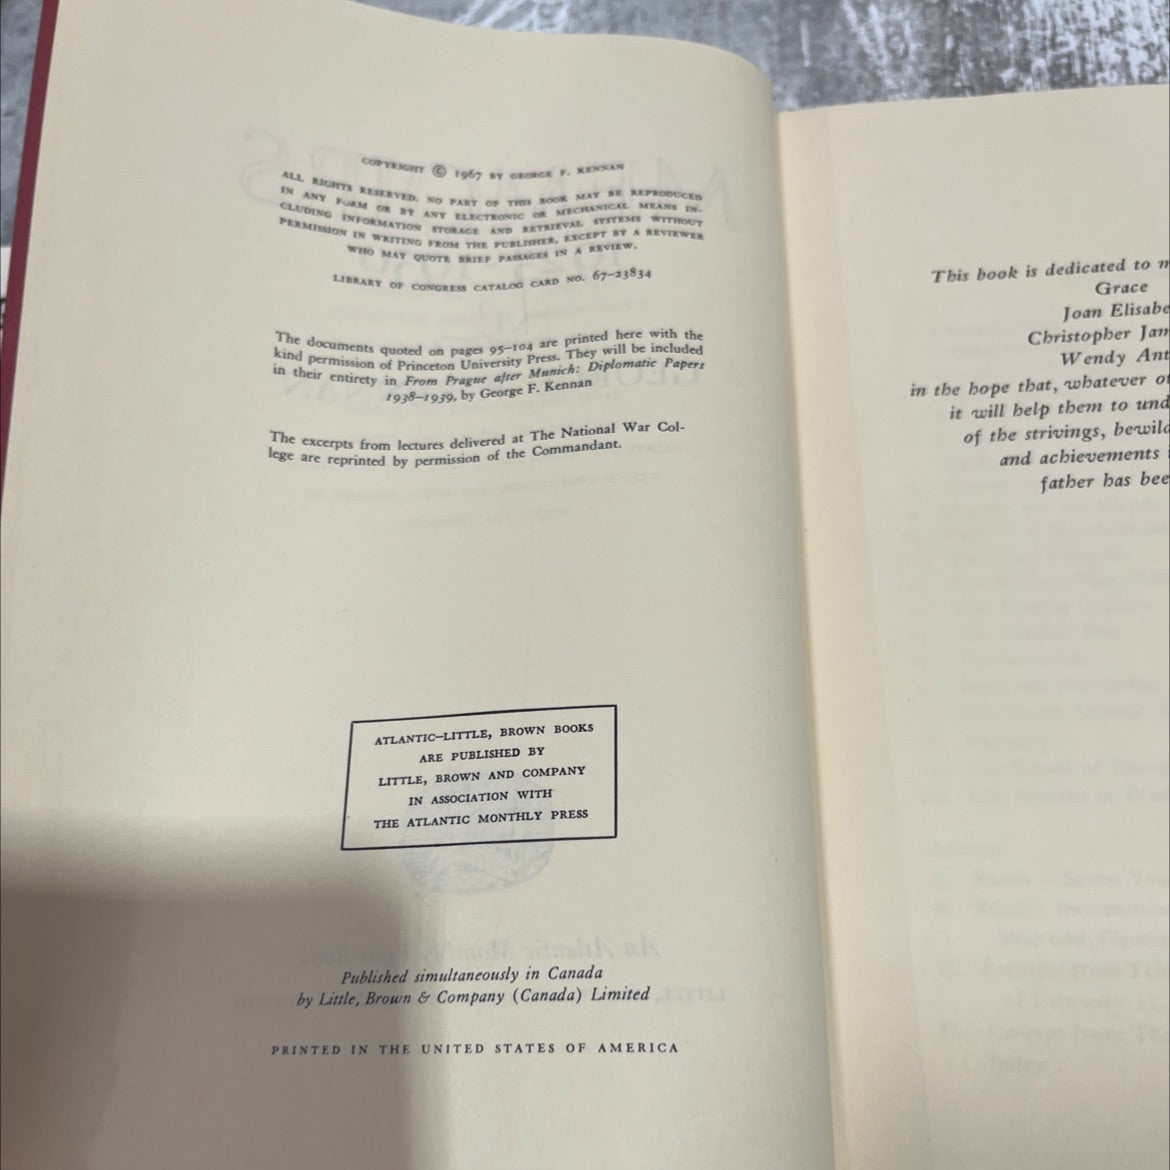 COPYRIGHT © 1967 BY GEORGE F. KENNAN
ALL RIGHTS RESERVED. NO PART OF THIS BOOK MAY BE REPRODUCED
IN ANY FORM OR BY ANY ELECTRONIC OR MECHANICAL MEANS IN-
CLUDING INFORMATION STORAGE AND RETRIEVAL SYSTEMS WITHOUT
PERMISSION IN WRITING FROM THE PUBLISHER, EXCEPT BY A REVIEWER
WHO MAY QUOTE BRIEF PASSAGES IN A REVIEW.
LIBRARY OF CONGRESS CATALOG CARD NO. 67-23834
The documents quoted on pages 95-104 are printed here with the
kind permission of Princeton University Press. They will be included
in their entirety in From Prague after Munich: Diplomatic Papers
1938-1939, by George F. Kennan
The excerpts from lectures delivered at The National War Col-
lege are reprinted by permission of the Commandant.
ATLANTIC-LITTLE, BROWN BOOKS
ARE PUBLISHED BY
LITTLE, BROWN AND COMPANY
IN ASSOCIATION WITH
THE ATLANTIC MONTHLY PRESS
Published simultaneously in Canada
by Little, Brown & Company (Canada) Limited
PRINTED IN THE UNITED STATES OF AMERICA
This book is dedicated to m
Grace
Joan Elisabe
Christopher Jam
Wendy Ant
in the hope that, whatever ot
it will help them to und
of the strivings, bewild
and achievements
father has bee